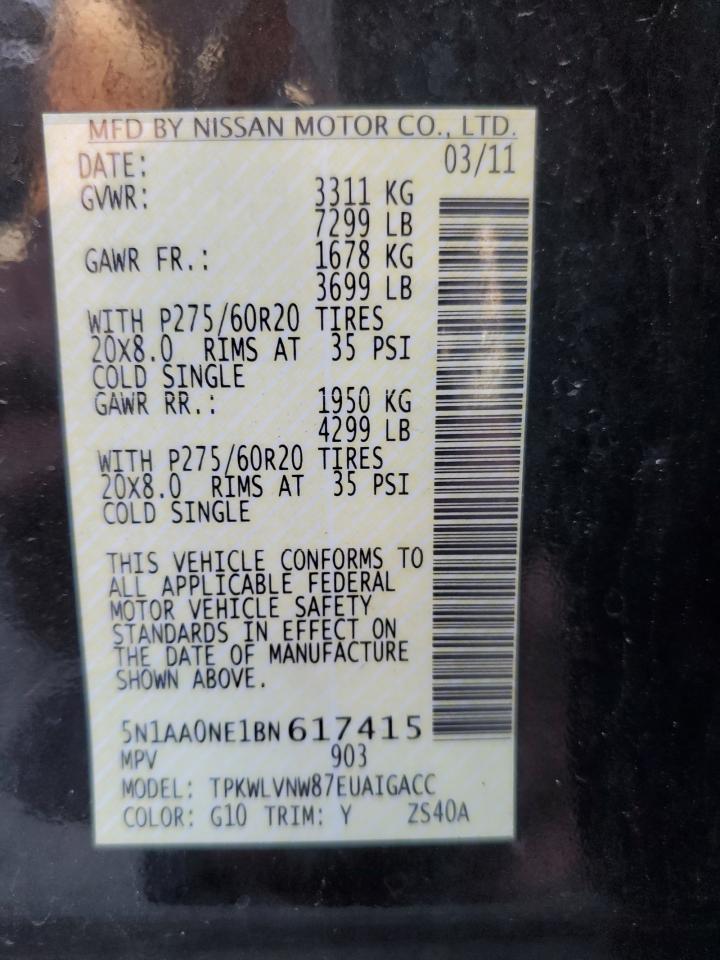 MFD BY NISSAN MOTOR CO., LTD.
DATE: 03/11
GVWR: 3311 KG
7299 LB
GAWR FR.: 1678 KG
3699 LB
WITH P275/60R20 TIRES
20X8.0 RIMS AT 35 PSI
COLD SINGLE
GAWR RR.: 1950 KG
4299 LB
WITH P275/60R20 TIRES
20X8.0 RIMS AT 35 PSI
COLD SINGLE
THIS VEHICLE CONFORMS TO
ALL APPLICABLE FEDERAL
MOTOR VEHICLE SAFETY
STANDARDS IN EFFECT ON
THE DATE OF MANUFACTURE
SHOWN ABOVE.
5N1AA0NE1BN617415
MPV 903
MODEL: TPKWLVNW87EUAIGACC
COLOR: G10 TRIM: Y ZS40A